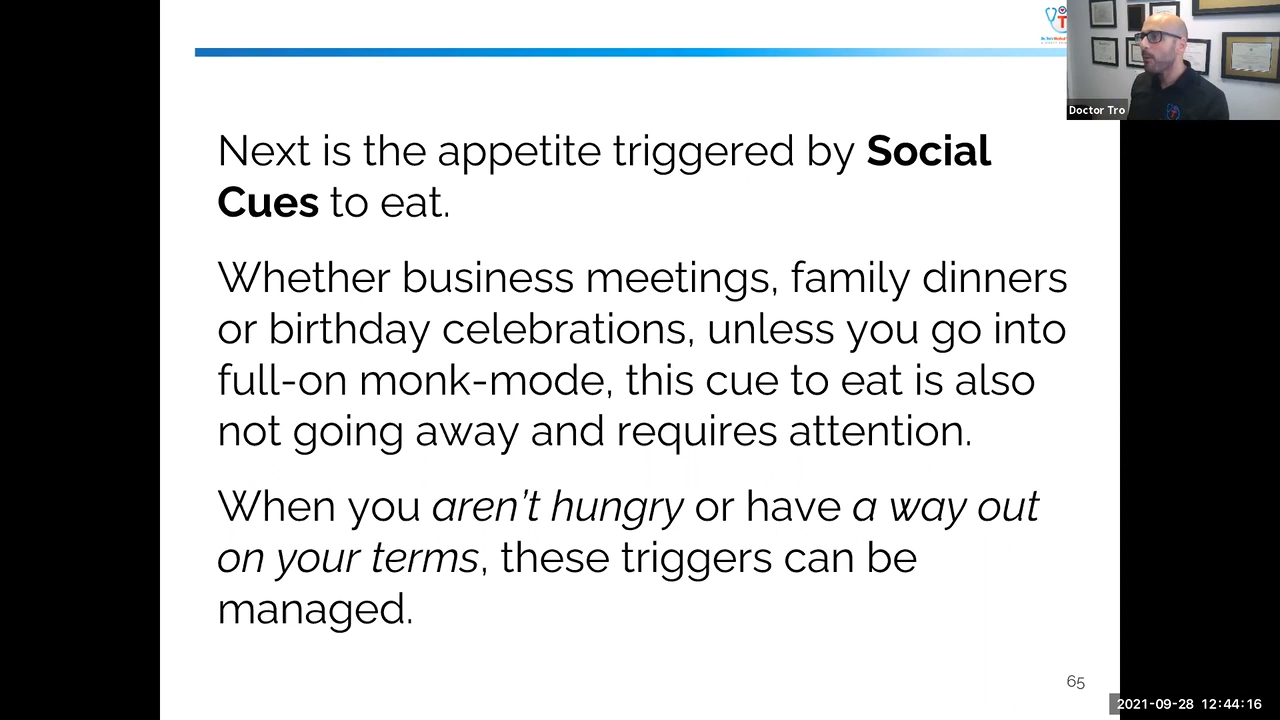 Doctor Tro
Next is the appetite triggered by Social
Cues to eat.
Whether business meetings, family dinners
or birthday celebrations, unless you go into
full-on monk-mode, this cue to eat is also
not going away and requires attention.
When you aren’t hungry or have a way out
on your terms, these triggers can be
managed.
65
2021-09-28 12:44:16